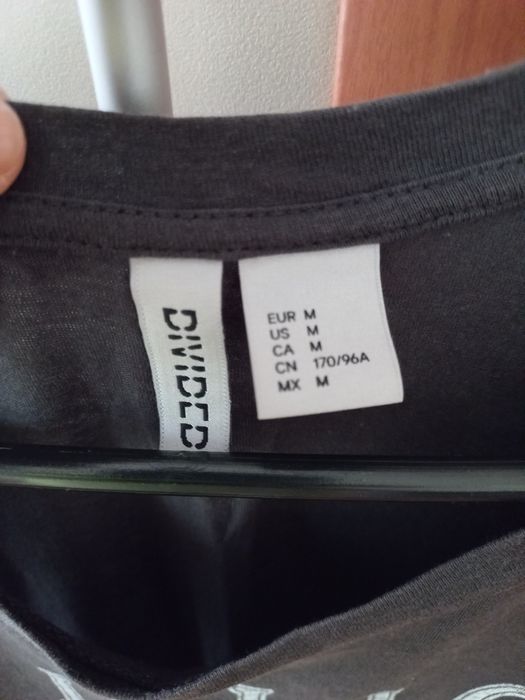 DIVIDED
EUR M
US M
CA M
CN 170/96A
MX M